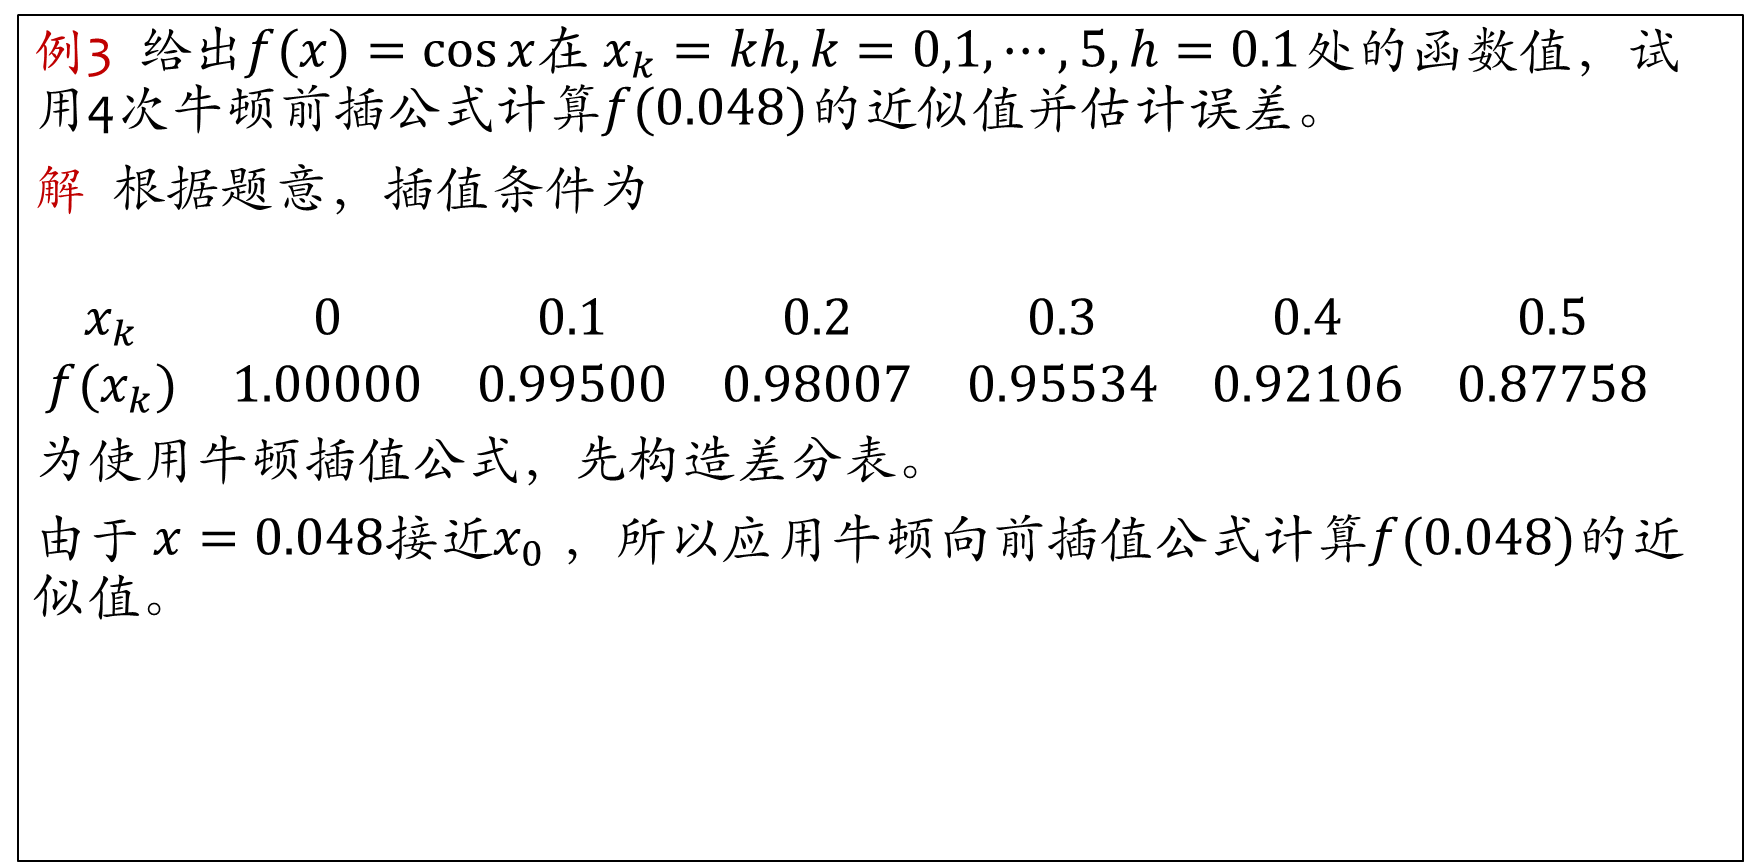 例3 给出f(x) = cos x在 xₖ = kh, k = 0,1,⋯,5, h = 0.1处的函数值，试
用4次牛顿前插公式计算f(0.048)的近似值并估计误差。
解 根据题意，插值条件为
xₖ 0 0.1 0.2 0.3 0.4 0.5
f(xₖ) 1.00000 0.99500 0.98007 0.95534 0.92106 0.87758
为使用牛顿插值公式，先构造差分表。
由于 x = 0.048接近x₀，所以应用牛顿向前插值公式计算f(0.048)的近
似值。